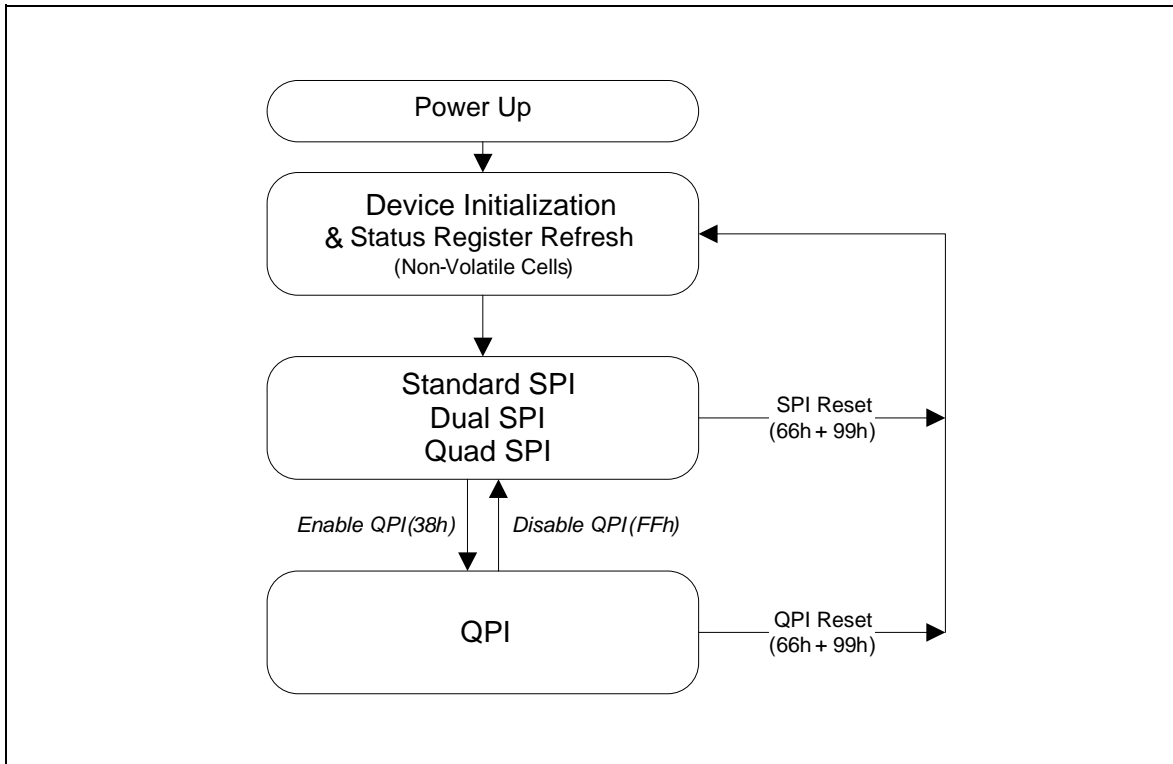 Power Up
Device Initialization
& Status Register Refresh
(Non-Volatile Cells)
Standard SPI
Dual SPI
Quad SPI
SPI Reset
(66h + 99h)
Enable QPI (38h)
Disable QPI (FFh)
QPI
QPI Reset
(66h + 99h)